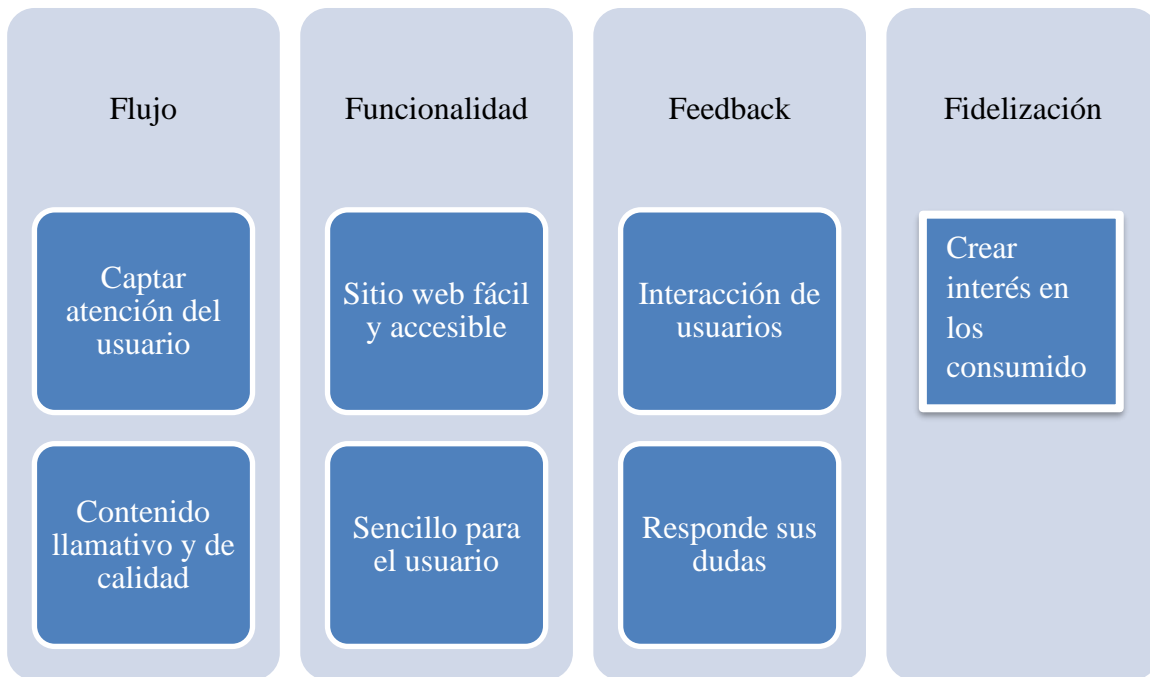 Flujo
Captar
atención del
usuario
Contenido
llamativo y de
calidad
Funcionalidad
Sitio web fácil
y accesible
Sencillo para
el usuario
Feedback
Interacción de
usuarios
Responde sus
dudas
Fidelización
Crear
interés en
los
consumido